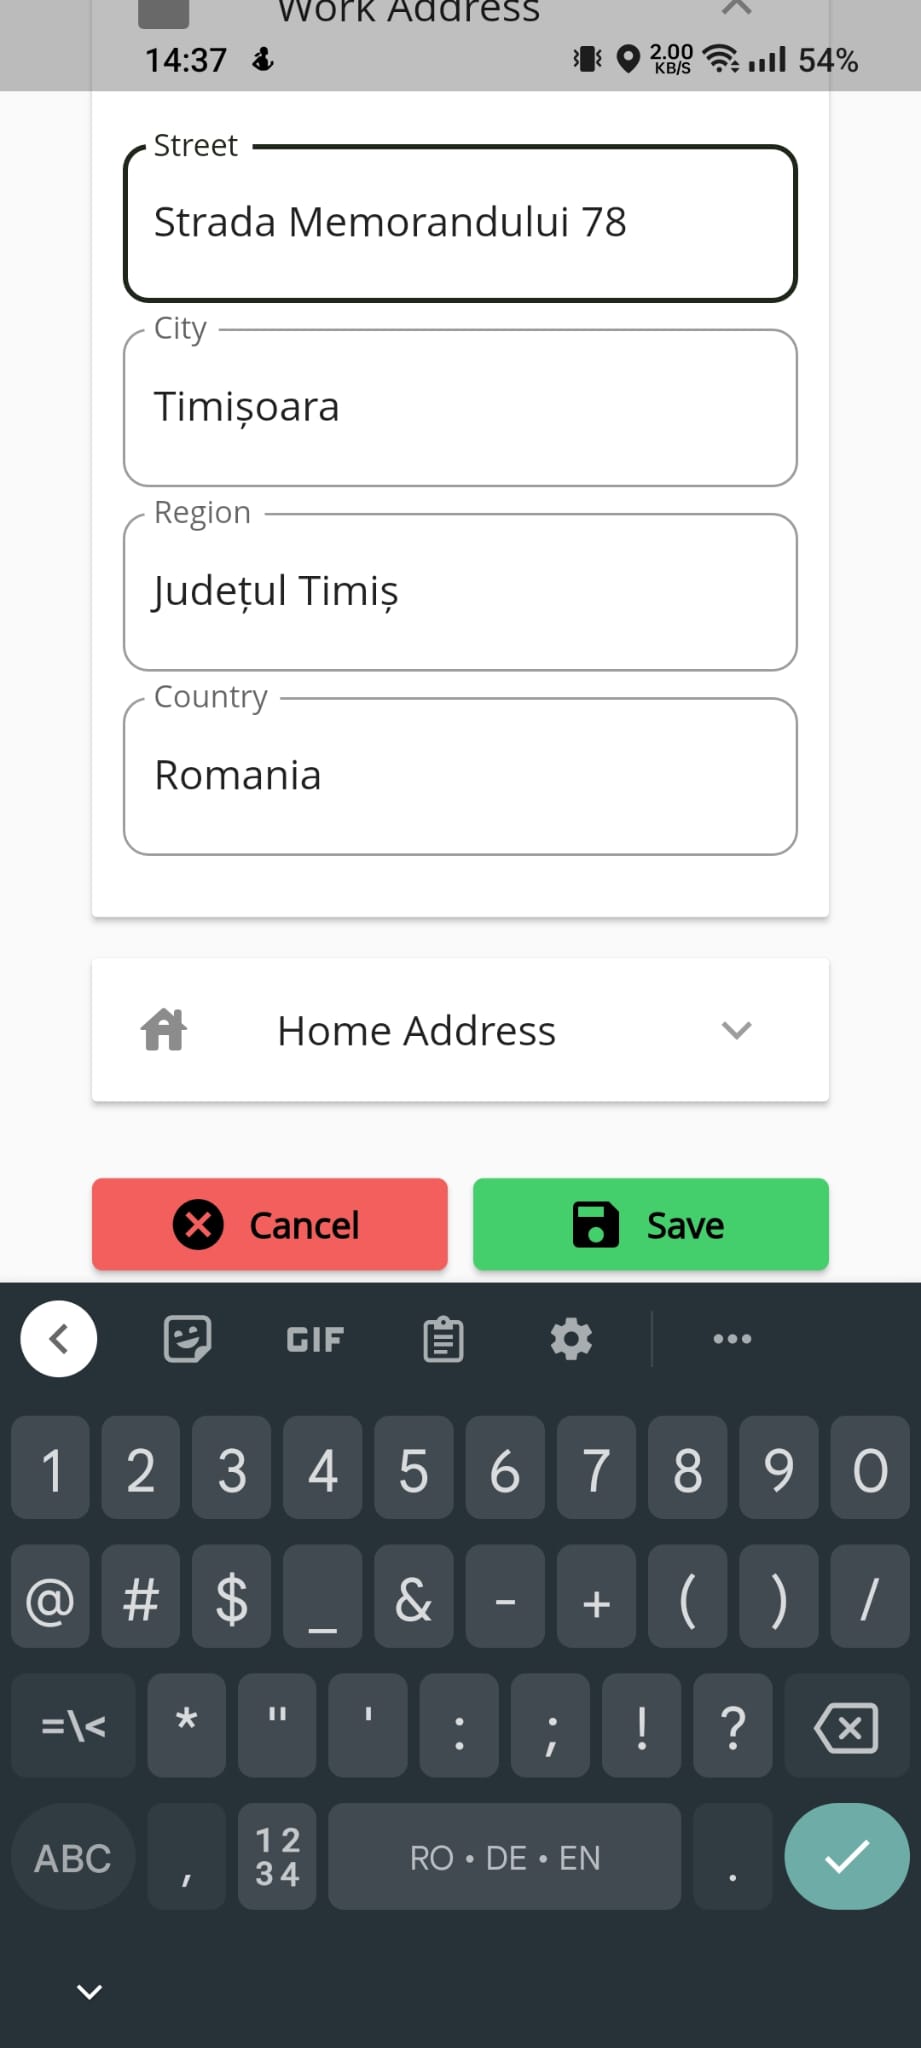 Work Address
14:37 2.00 KB/S 54%
Street
Strada Memorandului 78
City
Timișoara
Region
Județul Timiș
Country
Romania
Home Address
Cancel Save
GIF
1 2 3 4 5 6 7 8 9 0
@ # $ _ & - + ( ) /
=\< * " ' : ; ! ?
ABC , 12 34 RO • DE • EN .